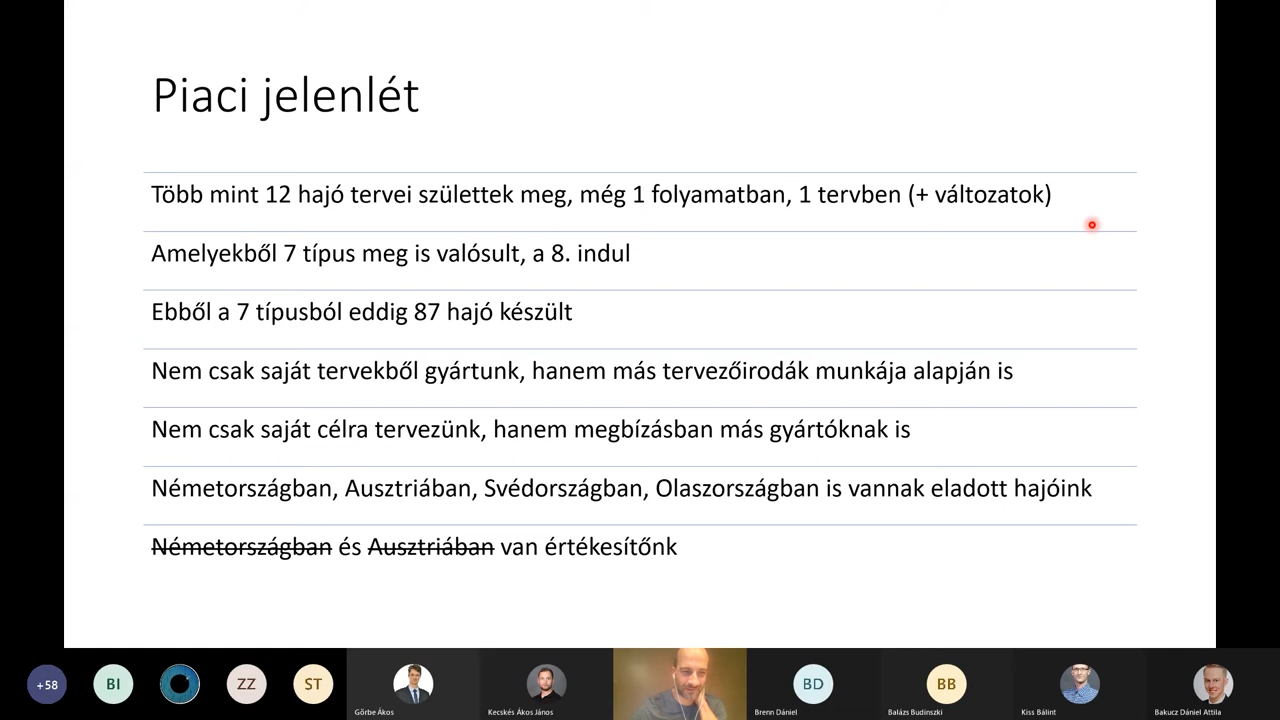 Piaci jelenlét
Több mint 12 hajó tervei születtek meg, még 1 folyamatban, 1 tervben (+ változatok)
Amelyekből 7 típus meg is valósult, a 8. indul
Ebből a 7 típusból eddig 87 hajó készült
Nem csak saját tervekből gyártunk, hanem más tervezőirodák munkája alapján is
Nem csak saját célra tervezünk, hanem megbízásban más gyártóknak is
Németországban, Ausztriában, Svédországban, Olaszországban is vannak eladott hajóink
Németországban és Ausztriában van értékesítőnk
+58 BI ZZ ST BD BB
Gőrbe Ákos Kecskés Ákos János Brenn Dániel Balázs Budinszki Kiss Bálint Bakucz Dániel Attila